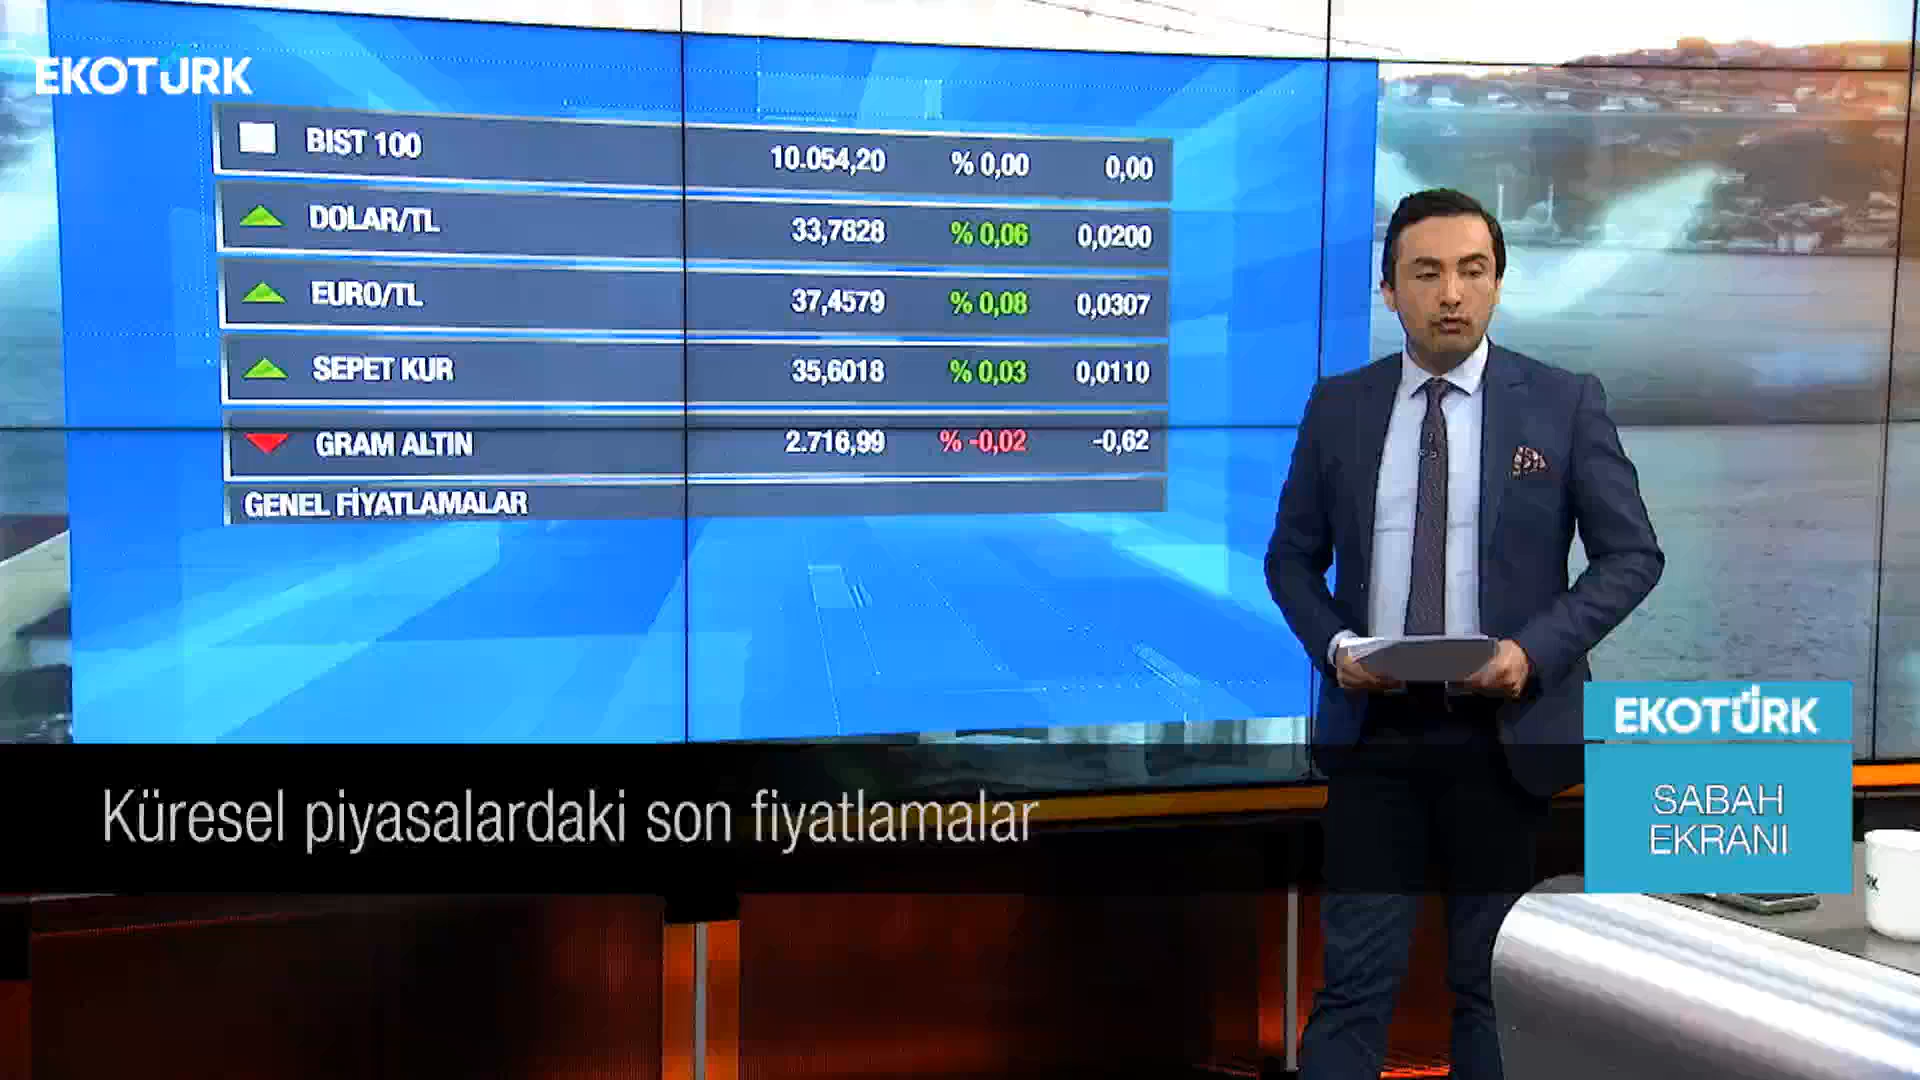 EKOTÜRK
BIST 100 10.054,20 % 0,00 0,00
DOLAR/TL 33,7828 % 0,06 0,0200
EURO/TL 37,4579 % 0,08 0,0307
SEPET KUR 35,6018 % 0,03 0,0110
GRAM ALTIN 2.716,99 % -0,02 -0,62
GENEL FİYATLAMALAR
EKOTÜRK
Küresel piyasalardaki son fiyatlamalar
SABAH
EKRANI